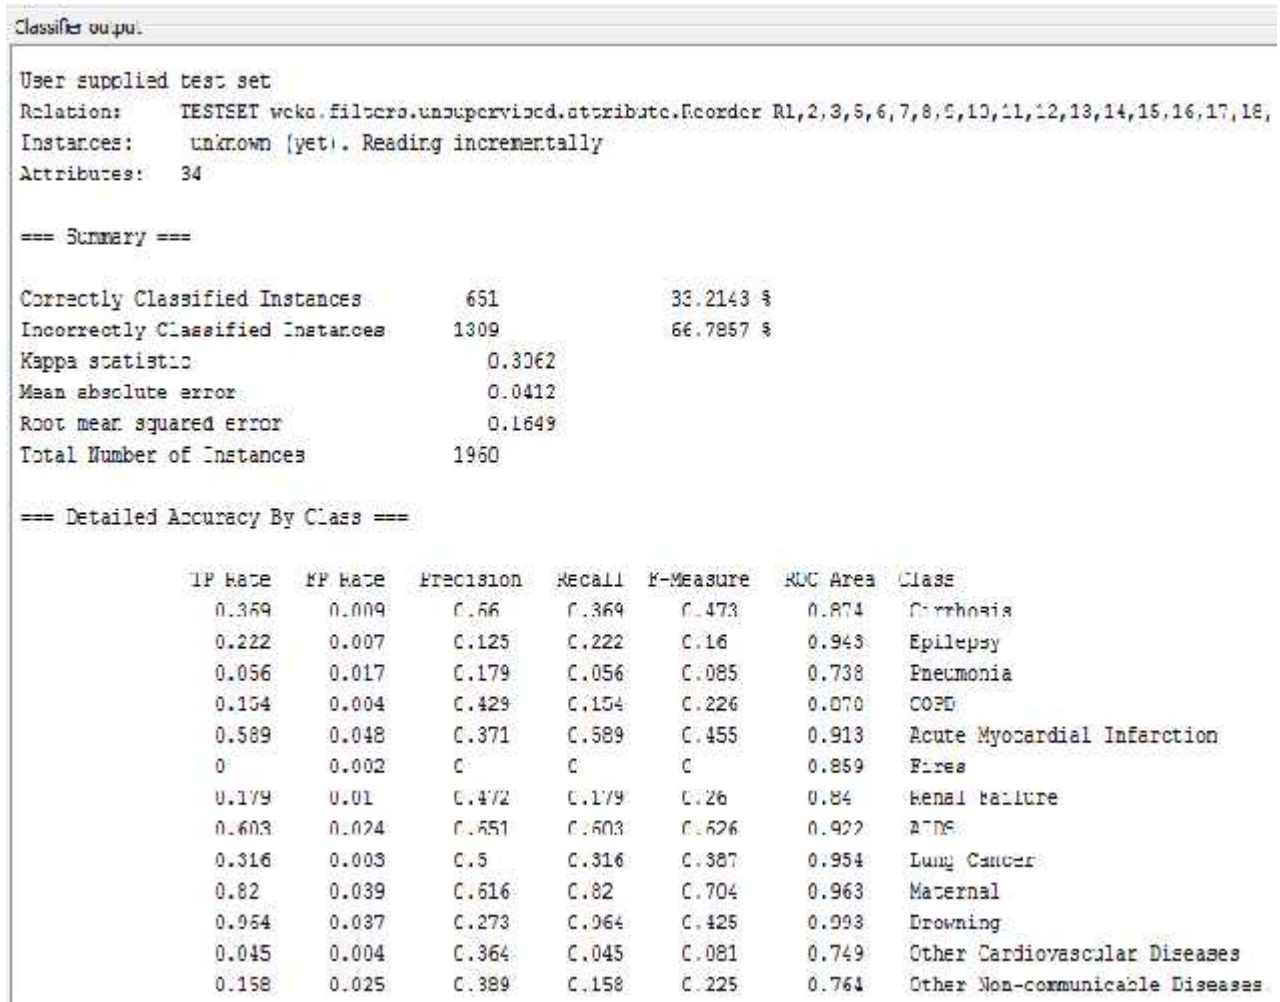 Classifier output
User supplied test set
Relation: TESTSET weka.filters.unsupervised.attribute.Reorder R1,2,3,5,6,7,8,9,10,11,12,13,14,15,16,17,18,
Instances: unknown (yet). Reading incrementally
Attributes: 34
=== Summary ===
Correctly Classified Instances 651 33.2143 %
Incorrectly Classified Instances 1309 66.7857 %
Kappa statistic 0.3062
Mean absolute error 0.0412
Root mean squared error 0.1649
Total Number of Instances 1960
=== Detailed Accuracy By Class ===
TP Rate FP Rate Precision Recall F-Measure ROC Area Class
0.369 0.009 0.66 0.369 0.473 0.874 Cirrhosis
0.222 0.007 0.125 0.222 0.16 0.943 Epilepsy
0.056 0.017 0.179 0.056 0.085 0.738 Pneumonia
0.154 0.004 0.429 0.154 0.226 COPD
0.589 0.048 0.371 0.589 0.455 0.913 Acute Myocardial Infarction
0 0.002 0 0 0 0.859 Fires
0.179 0.01 0.472 0.179 0.26 0.84 Renal Failure
0.603 0.024 0.651 0.603 0.626 0.922 AIDS
0.316 0.003 0.5 0.316 0.387 0.954 Lung Cancer
0.82 0.039 0.616 0.82 0.704 0.963 Maternal
0.964 0.037 0.273 0.964 0.425 0.993 Drowning
0.045 0.004 0.364 0.045 0.081 0.749 Other Cardiovascular Diseases
0.158 0.025 0.389 0.158 0.225 0.764 Other Non-communicable Diseases